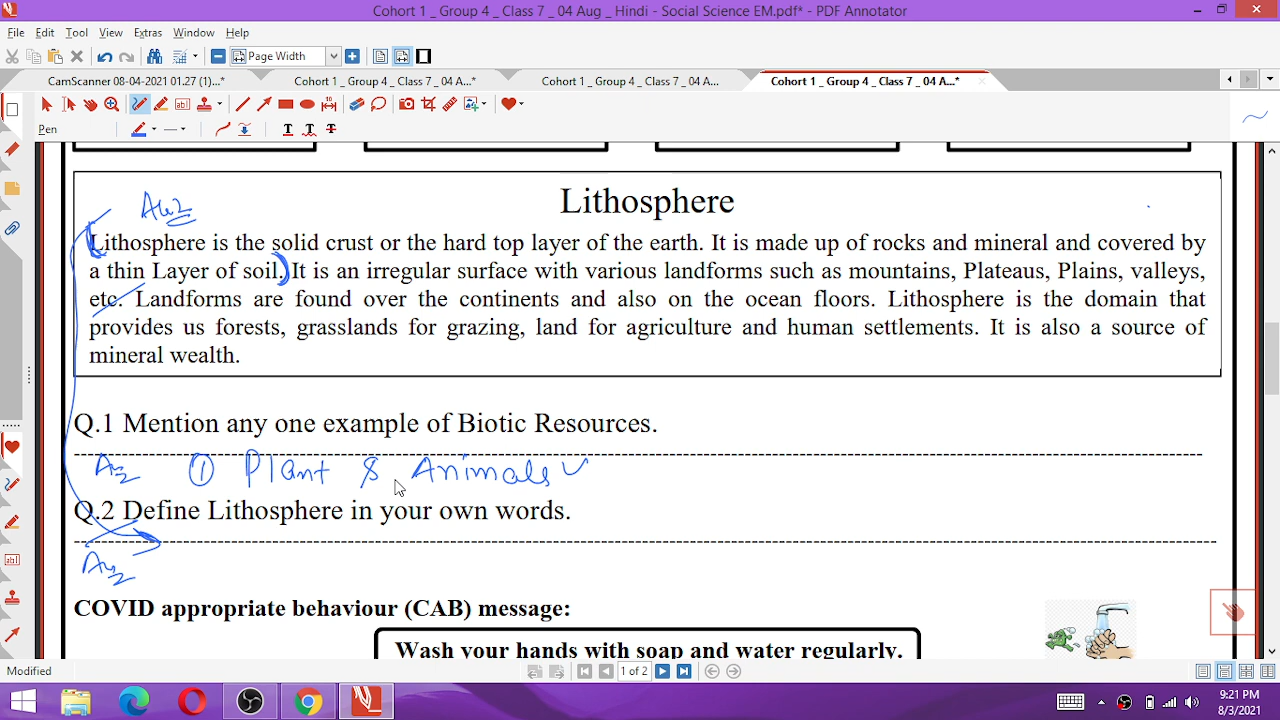 Cohort 1 _ Group 4 _ Class 7 _ 04 Aug _ Hindi - Social Science EM.pdf* - PDF Annotator
File Edit Tool View Extras Window Help
Page Width
CamScanner 08-04-2021 01.27 (1)...* Cohort 1 _ Group 4 _ Class 7 _ 04 A...* Cohort 1 _ Group 4 _ Class 7 _ 04 A... Cohort 1 _ Group 4 _ Class 7 _ 04 A...*
Pen
Lithosphere
Ans2
Lithosphere is the solid crust or the hard top layer of the earth. It is made up of rocks and mineral and covered by
a thin Layer of soil. It is an irregular surface with various landforms such as mountains, Plateaus, Plains, valleys,
etc. Landforms are found over the continents and also on the ocean floors. Lithosphere is the domain that
provides us forests, grasslands for grazing, land for agriculture and human settlements. It is also a source of
mineral wealth.
Q.1 Mention any one example of Biotic Resources.
Ans ① Plant & Animals
Q.2 Define Lithosphere in your own words.
Ans
COVID appropriate behaviour (CAB) message:
Wash your hands with soap and water regularly.
Modified 1 of 2
9:21 PM
8/3/2021